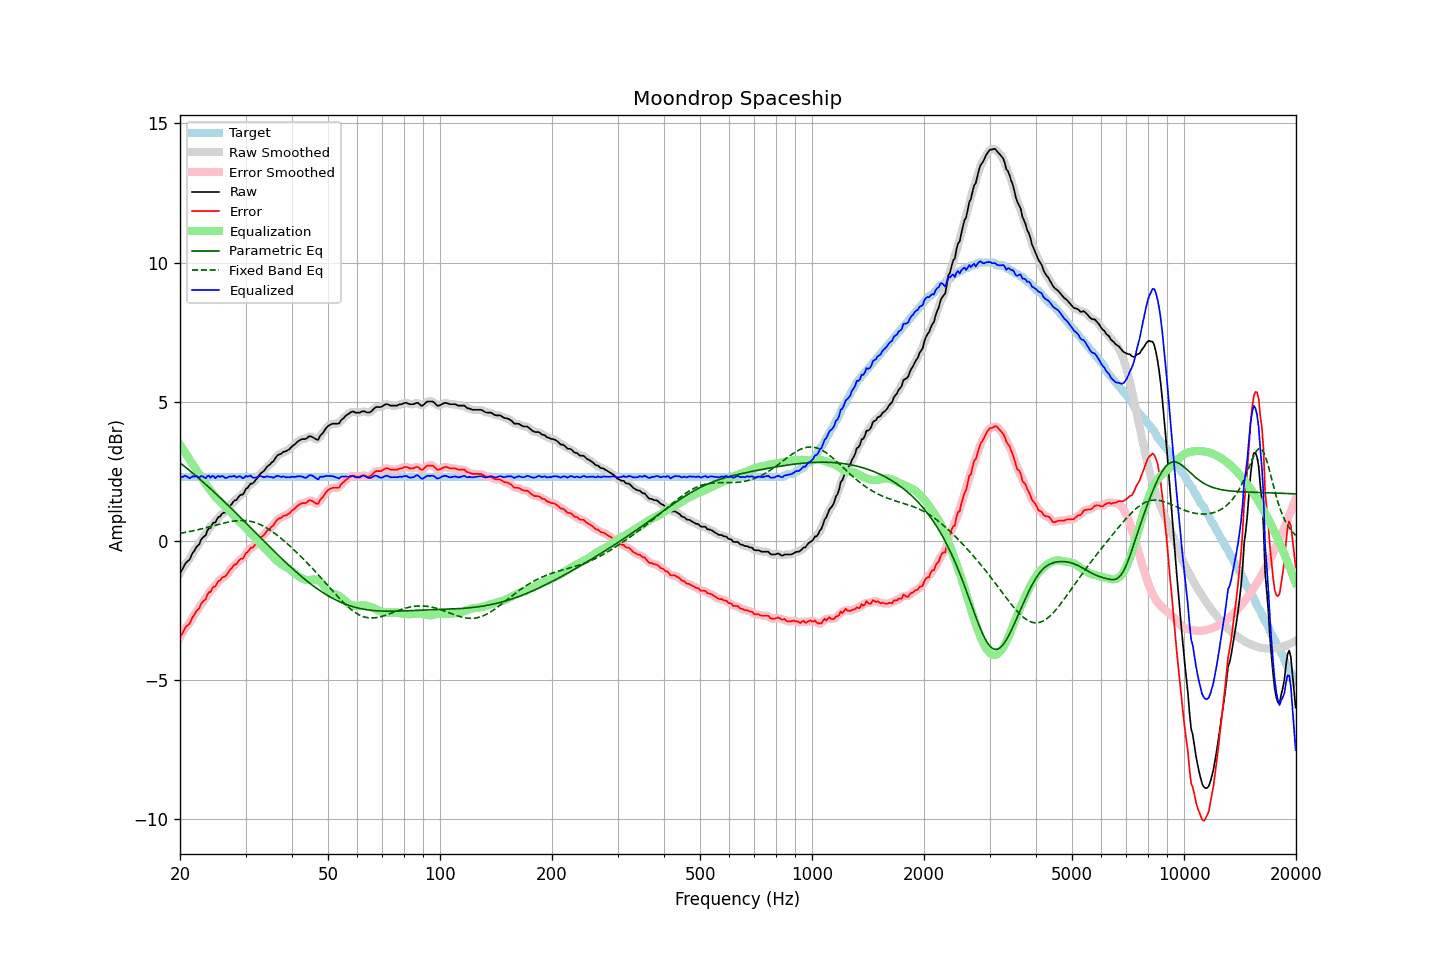 Moondrop Spaceship
Target
Raw Smoothed
Error Smoothed
Raw
Error
Equalization
Parametric Eq
Fixed Band Eq
Equalized
15
10
5
0
−5
−10
Amplitude (dBr)
20
50
100
200
500
1000
2000
5000
10000
20000
Frequency (Hz)